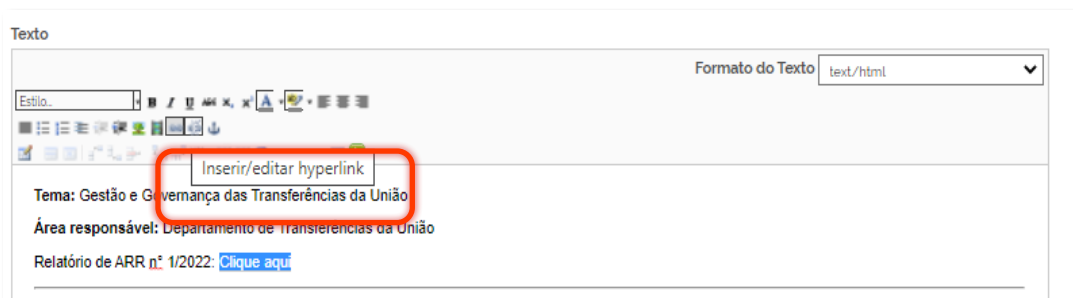 Texto
Formato do Texto text/html
Estilo..
B I U ABC x, x' A
Inserir/editar hyperlink
Tema: Gestão e Governança das Transferências da União
Área responsável: Departamento de Transferências da União
Relatório de ARR n° 1/2022: Clique aqui